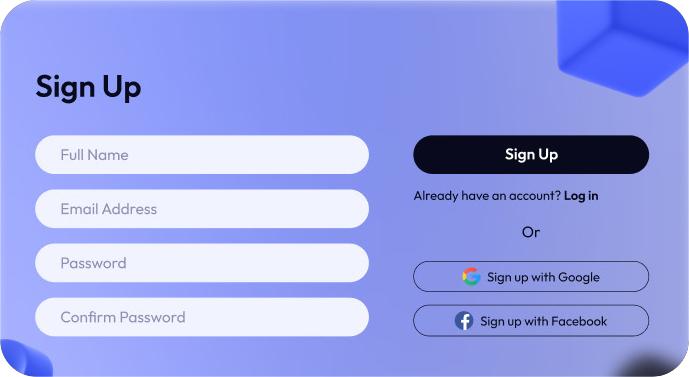 Sign Up
Full Name
Email Address
Password
Confirm Password
Sign Up
Already have an account? Log in
Or
Sign up with Google
Sign up with Facebook